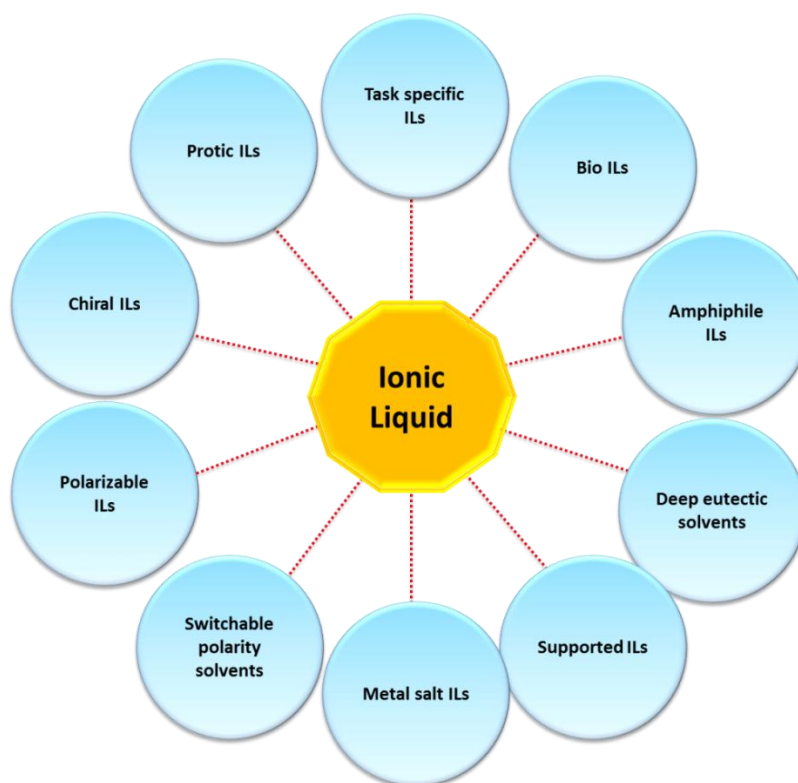 Task specific
ILs
Protic ILs
Bio ILs
Chiral ILs
Amphiphile
ILs
Ionic
Liquid
Polarizable
ILs
Deep eutectic
solvents
Switchable
polarity
solvents
Supported ILs
Metal salt ILs